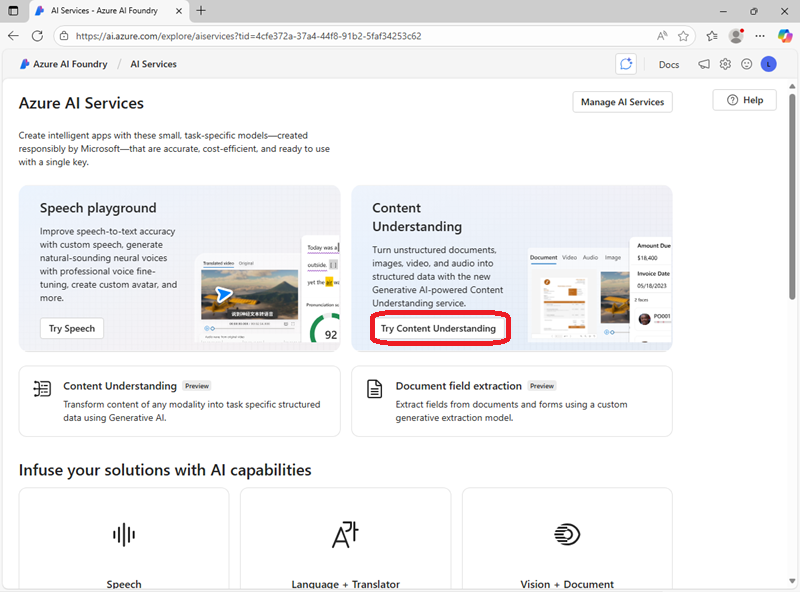 AI Services - Azure AI Foundry
https://ai.azure.com/explore/aiservices?tid=4cfe372a-37a4-44f8-91b2-5faf34253c62
Azure AI Foundry / AI Services
Docs
L
Azure AI Services
Manage AI Services
Help
Create intelligent apps with these small, task-specific models—created
responsibly by Microsoft—that are accurate, cost-efficient, and ready to use
with a single key.
Speech playground
Improve speech-to-text accuracy
with custom speech, generate
natural-sounding neural voices
with professional voice fine-
tuning, create custom avatar, and
more.
Try Speech
Translated video Original
Today was a
outside.
yet the
Pronunciation
92
Content
Understanding
Turn unstructured documents,
images, video, and audio into
structured data with the new
Generative AI-powered Content
Understanding service.
Try Content Understanding
Document Video Audio Image
Amount Due
$18,400
Invoice Date
05/18/2023
PO001
Content Understanding Preview
Transform content of any modality into task specific structured
data using Generative AI.
Document field extraction Preview
Extract fields from documents and forms using a custom
generative extraction model.
Infuse your solutions with AI capabilities
Speech
Language + Translator
Vision + Document